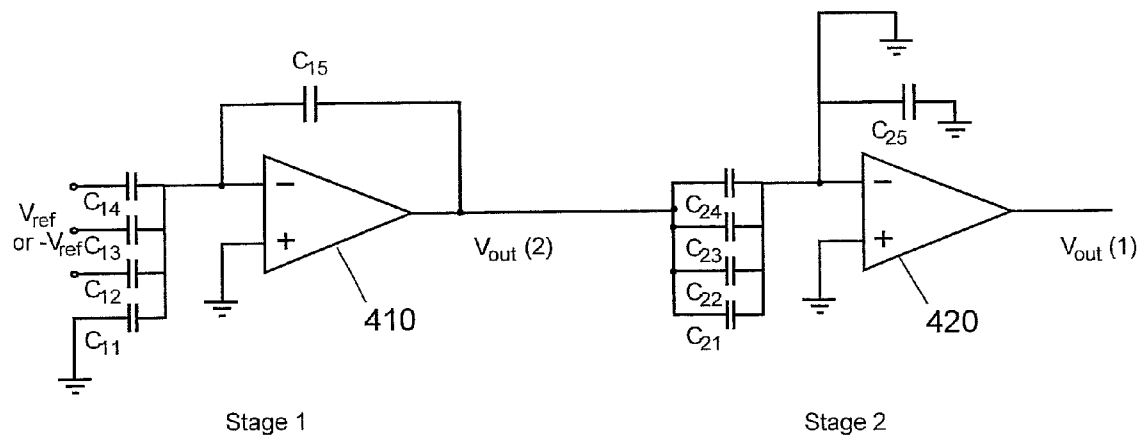 C15
C25
C14
Vref
or -Vref
C13
C12
C11
410
Vout (2)
C24
C23
C22
C21
420
Vout (1)
−
+
−
+
Stage 1
Stage 2